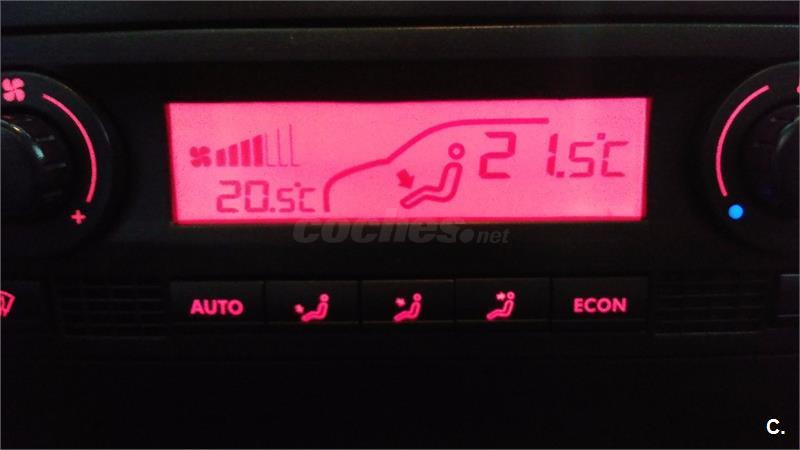 21.5°C
20.5°C
coches.net
AUTO
ECON
+
C.